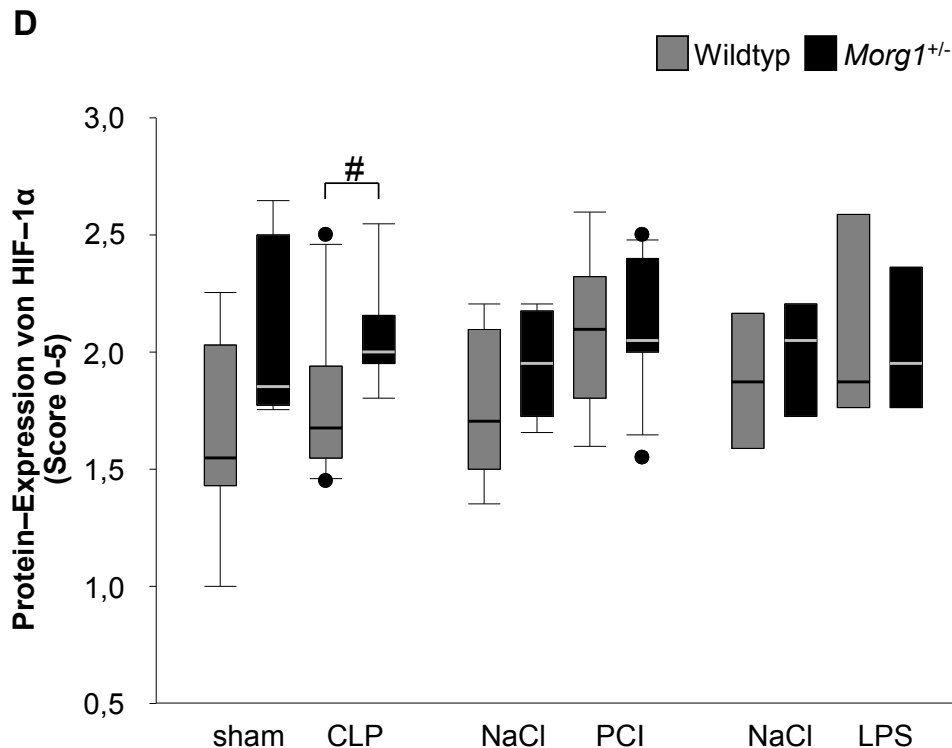 D
Wildtyp Morg1+/-
Protein–Expression von HIF–1α
(Score 0-5)
3,0
2,5
2,0
1,5
1,0
0,5
#
sham CLP NaCl PCI NaCl LPS